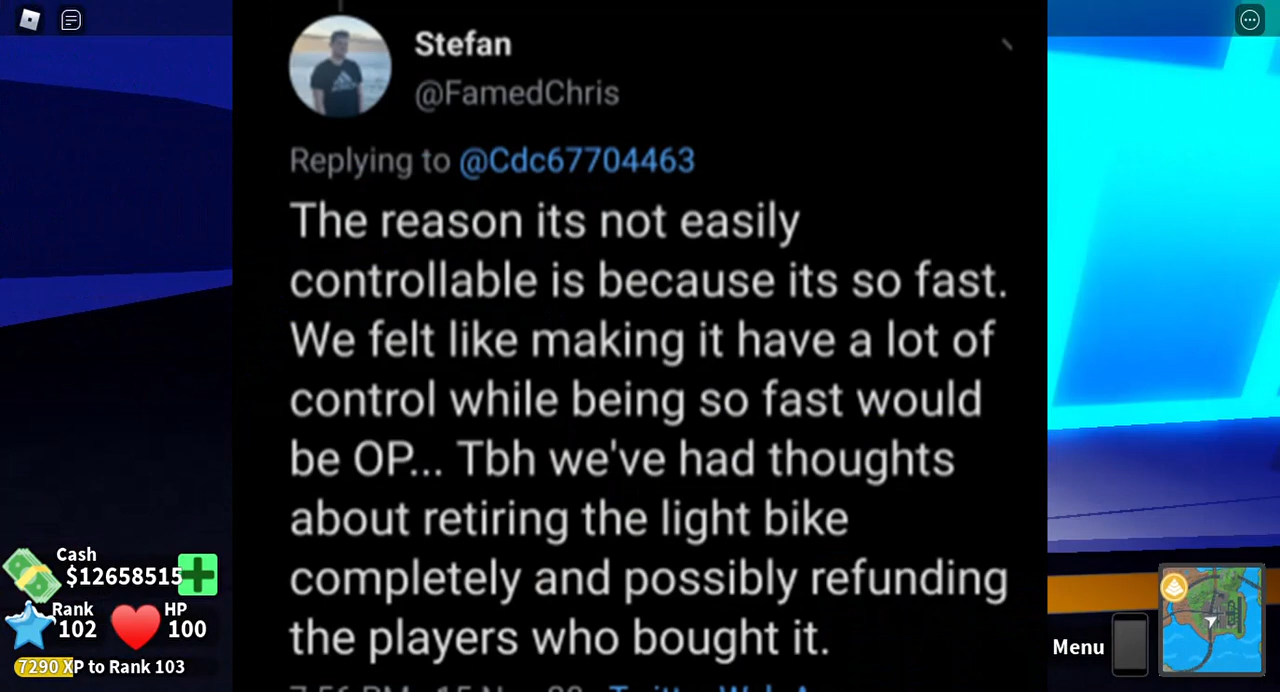 Stefan
@FamedChris
Replying to @Cdc67704463
The reason its not easily
controllable is because its so fast.
We felt like making it have a lot of
control while being so fast would
be OP... Tbh we've had thoughts
about retiring the light bike
completely and possibly refunding
the players who bought it.
Cash
$12658515
Rank
102
HP
100
7290 XP to Rank 103
Menu